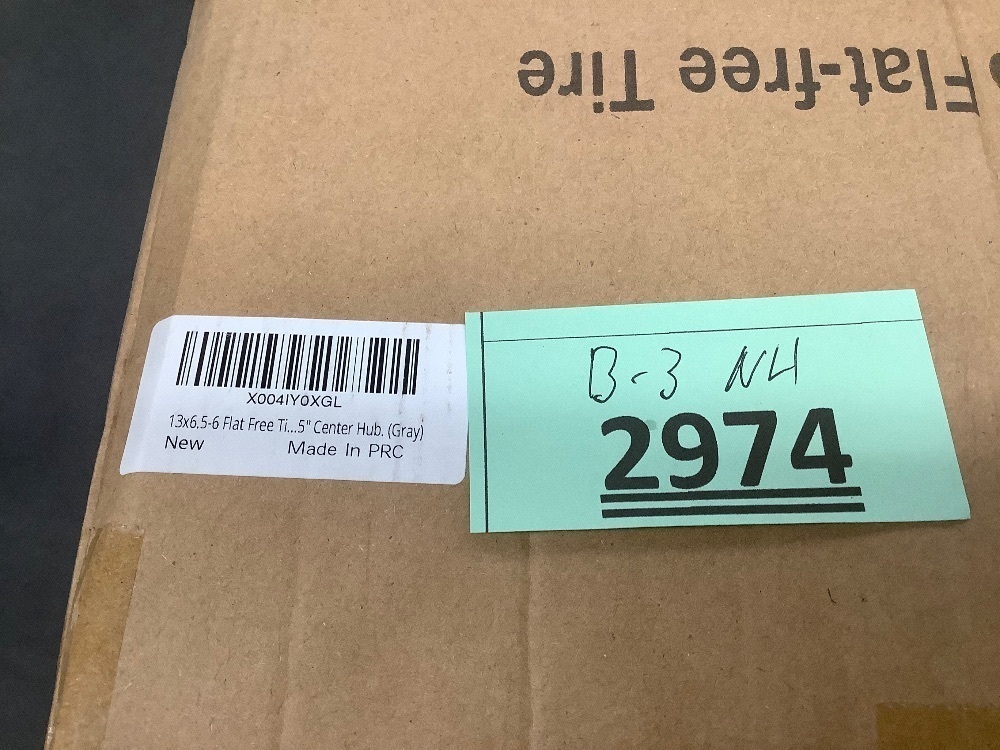 Flat-free Tire
X004IY0XGL
13x6.5-6 Flat Free Ti...5" Center Hub. (Gray)
New Made In PRC
B-3 NH
2974